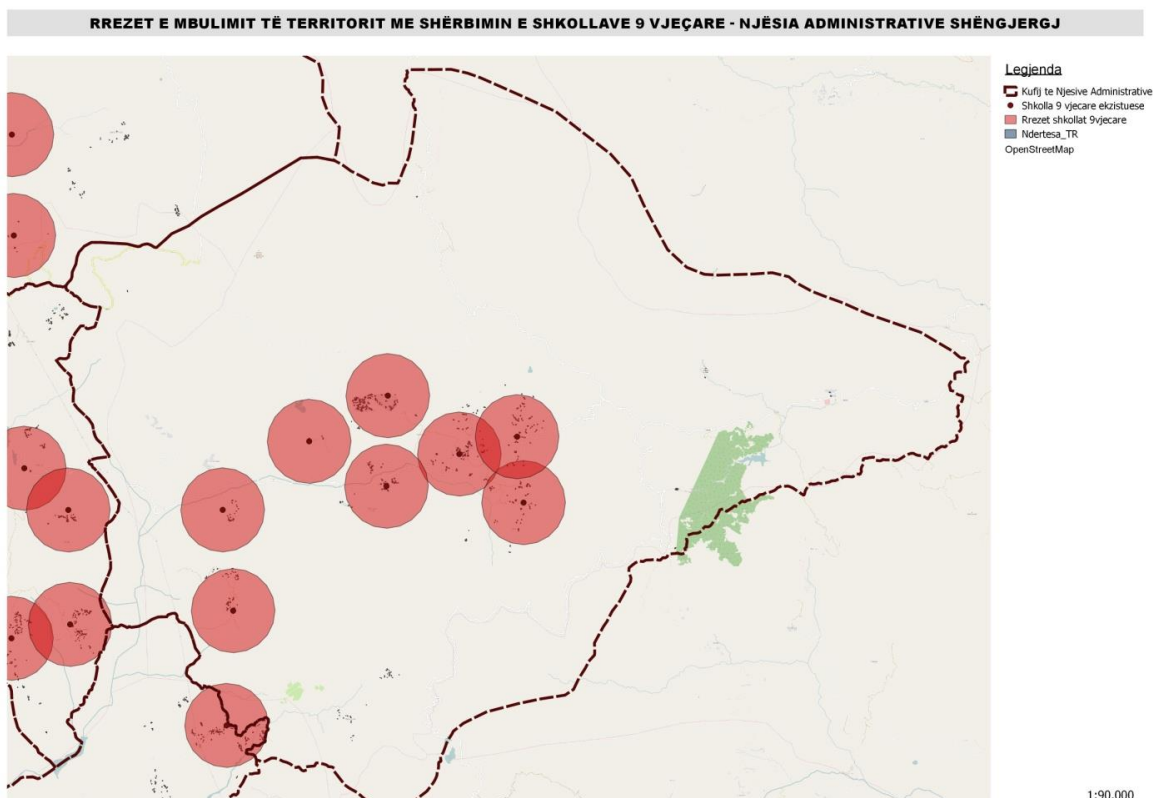 RREZET E MBULIMIT TË TERRITORIT ME SHËRBIMIN E SHKOLLAVE 9 VJEÇARE - NJËSIA ADMINISTRATIVE SHËNGJERGJ
Legjenda
Kufij te Njesive Administrative
Shkolla 9 vjecare ekzistuese
Rrezet shkollat 9vjecare
Ndertesa_TR
OpenStreetMap
1:90.000